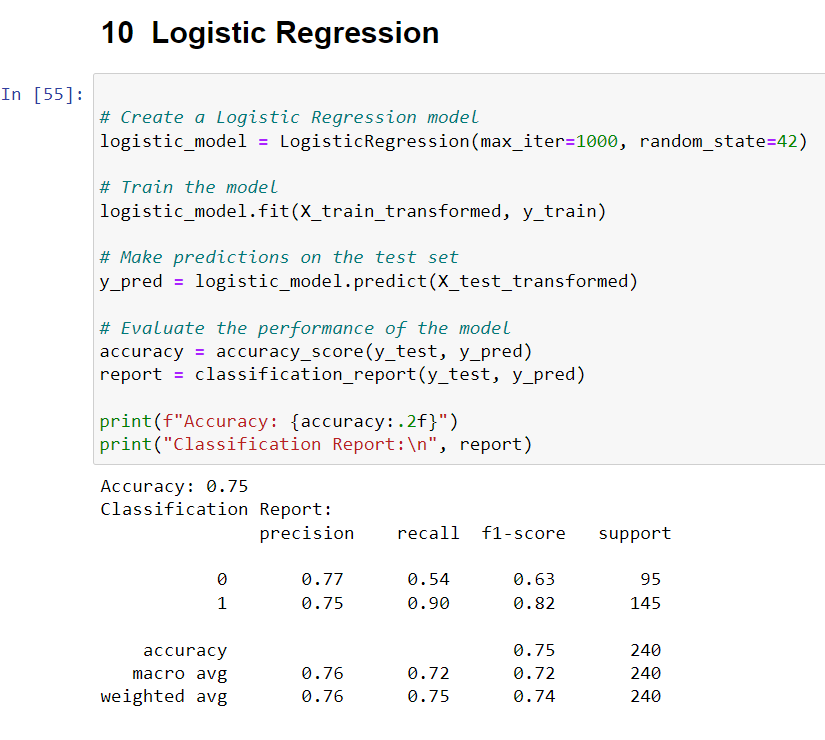 10 Logistic Regression
In [55]:
# Create a Logistic Regression model
logistic_model = LogisticRegression(max_iter=1000, random_state=42)
# Train the model
logistic_model.fit(X_train_transformed, y_train)
# Make predictions on the test set
y_pred = logistic_model.predict(X_test_transformed)
# Evaluate the performance of the model
accuracy = accuracy_score(y_test, y_pred)
report = classification_report(y_test, y_pred)
print(f"Accuracy: {accuracy:.2f}")
print("Classification Report:\n", report)
Accuracy: 0.75
Classification Report:
precision recall f1-score support
0 0.77 0.54 0.63 95
1 0.75 0.90 0.82 145
accuracy 0.75 240
macro avg 0.76 0.72 0.72 240
weighted avg 0.76 0.75 0.74 240